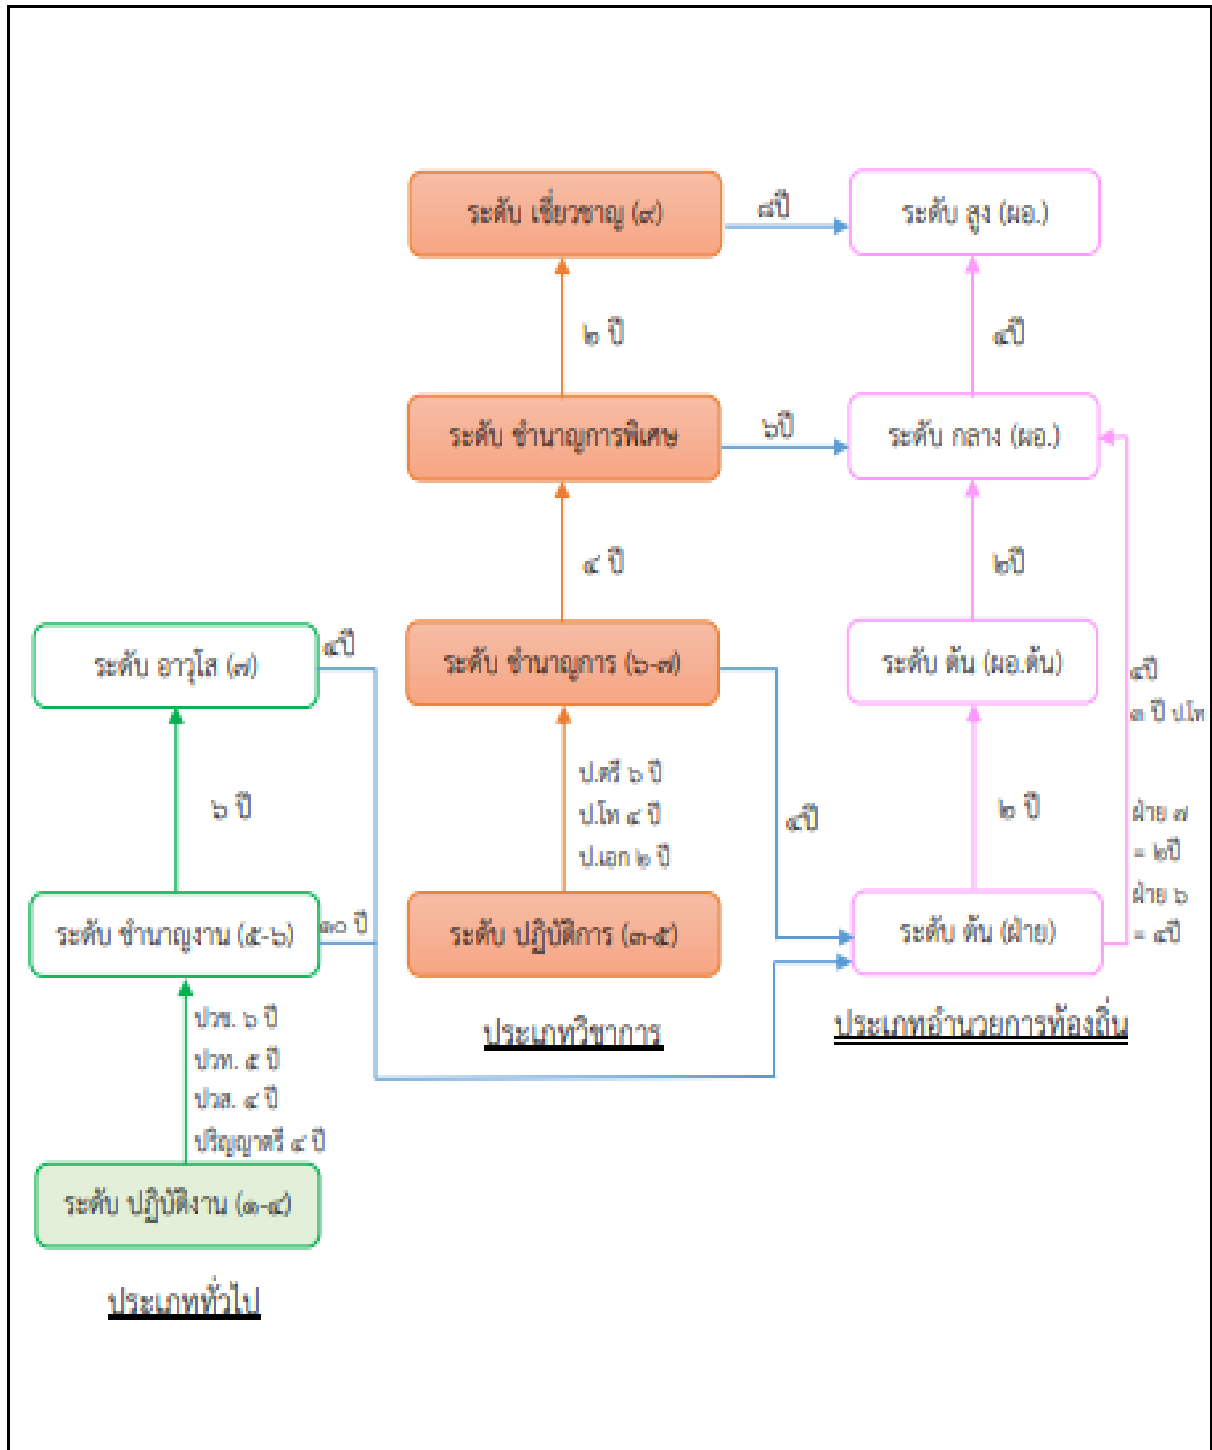 ระดับ เชี่ยวชาญ (๙)
๘ปี
ระดับ สูง (ผอ.)
๒ ปี
๔ปี
ระดับ ชำนาญการพิเศษ
๖ปี
ระดับ กลาง (ผอ.)
๔ ปี
๒ปี
ระดับ อาวุโส (๗)
๔ปี
ระดับ ชำนาญการ (๖-๗)
ระดับ ต้น (ผอ.ต้น)
๔ปี
๓ ปี ป.โท
๖ ปี
ป.ตรี ๖ ปี
ป.โท ๔ ปี
ป.เอก ๒ ปี
๔ปี
๒ ปี
ฝ่าย ๗
= ๒ปี
ฝ่าย ๖
= ๔ปี
ระดับ ชำนาญงาน (๕-๖)
๑๐ ปี
ระดับ ปฏิบัติการ (๓-๕)
ระดับ ต้น (ฝ่าย)
ปวช. ๖ ปี
ปวท. ๕ ปี
ปวส. ๔ ปี
ปริญญาตรี ๔ ปี
ประเภทวิชาการ
ประเภทอำนวยการท้องถิ่น
ระดับ ปฏิบัติงาน (๑-๔)
ประเภททั่วไป